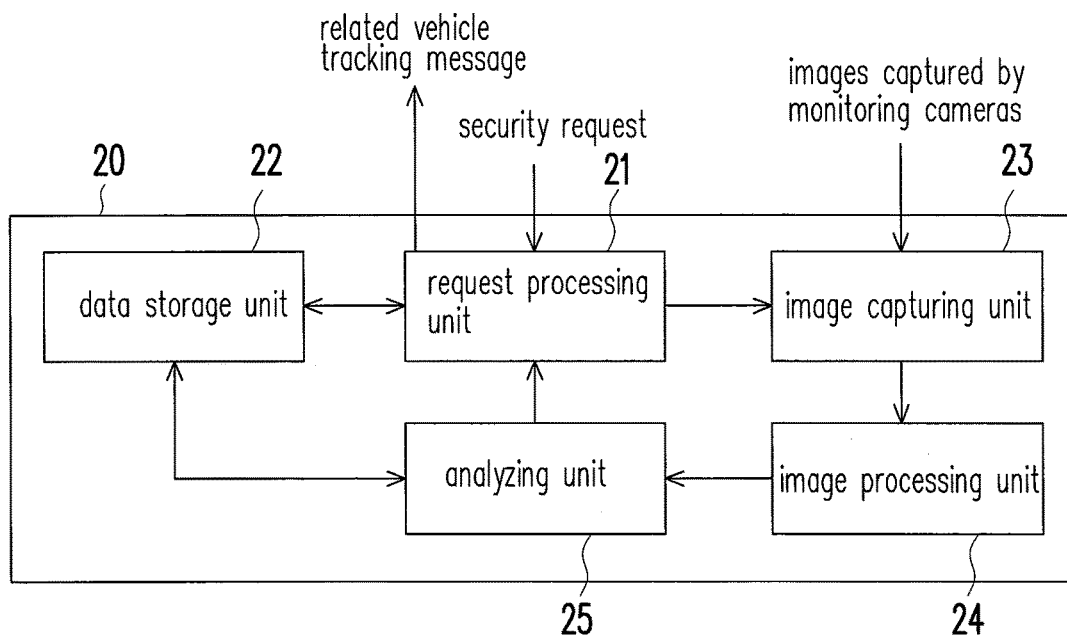 related vehicle
tracking message
security request
images captured by
monitoring cameras
20
22
21
23
data storage unit
request processing
unit
image capturing unit
analyzing unit
image processing unit
25
24